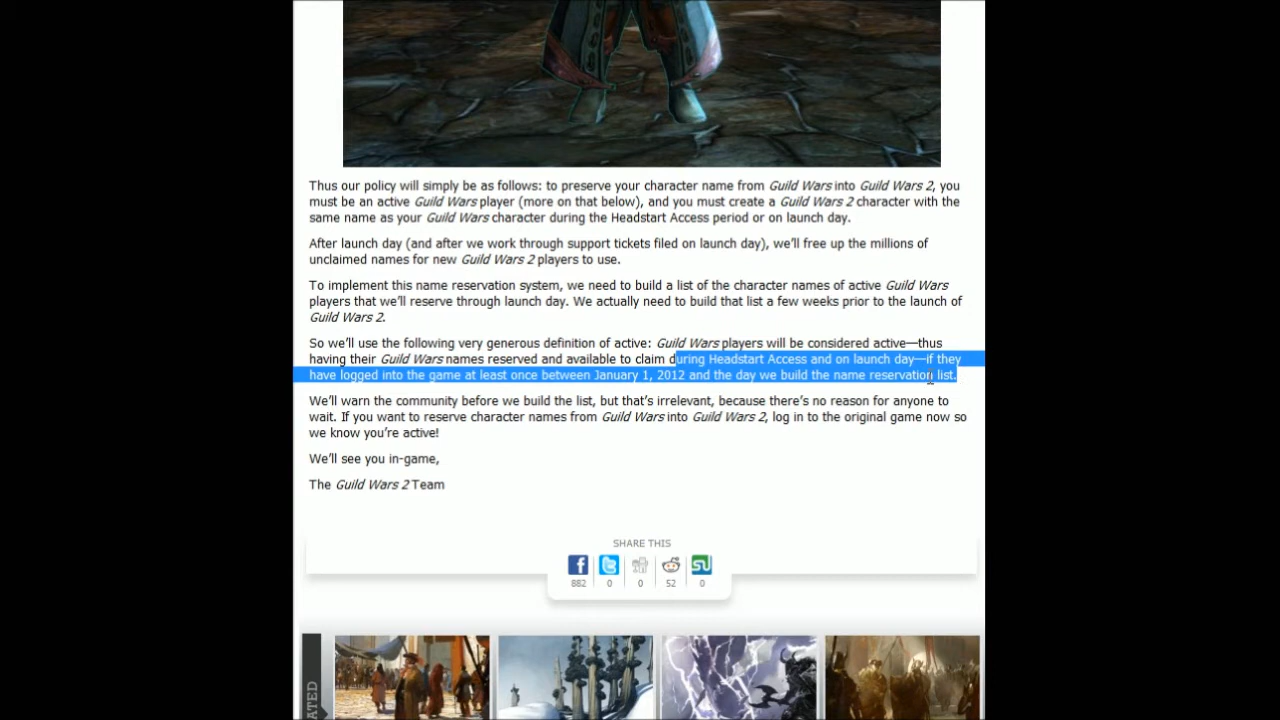 Thus our policy will simply be as follows: to preserve your character name from Guild Wars into Guild Wars 2, you
must be an active Guild Wars player (more on that below), and you must create a Guild Wars 2 character with the
same name as your Guild Wars character during the Headstart Access period or on launch day.
After launch day (and after we work through support tickets filed on launch day), we'll free up the millions of
unclaimed names for new Guild Wars 2 players to use.
To implement this name reservation system, we need to build a list of the character names of active Guild Wars
players that we'll reserve through launch day. We actually need to build that list a few weeks prior to the launch of
Guild Wars 2.
So we'll use the following very generous definition of active: Guild Wars players will be considered active—thus
having their Guild Wars names reserved and available to claim during Headstart Access and on launch day—if they
have logged into the game at least once between January 1, 2012 and the day we build the name reservation list.
We'll warn the community before we build the list, but that's irrelevant, because there's no reason for anyone to
wait. If you want to reserve character names from Guild Wars into Guild Wars 2, log in to the original game now so
we know you're active!
We'll see you in-game,
The Guild Wars 2 Team
SHARE THIS
882 0 0 52 0
ATED